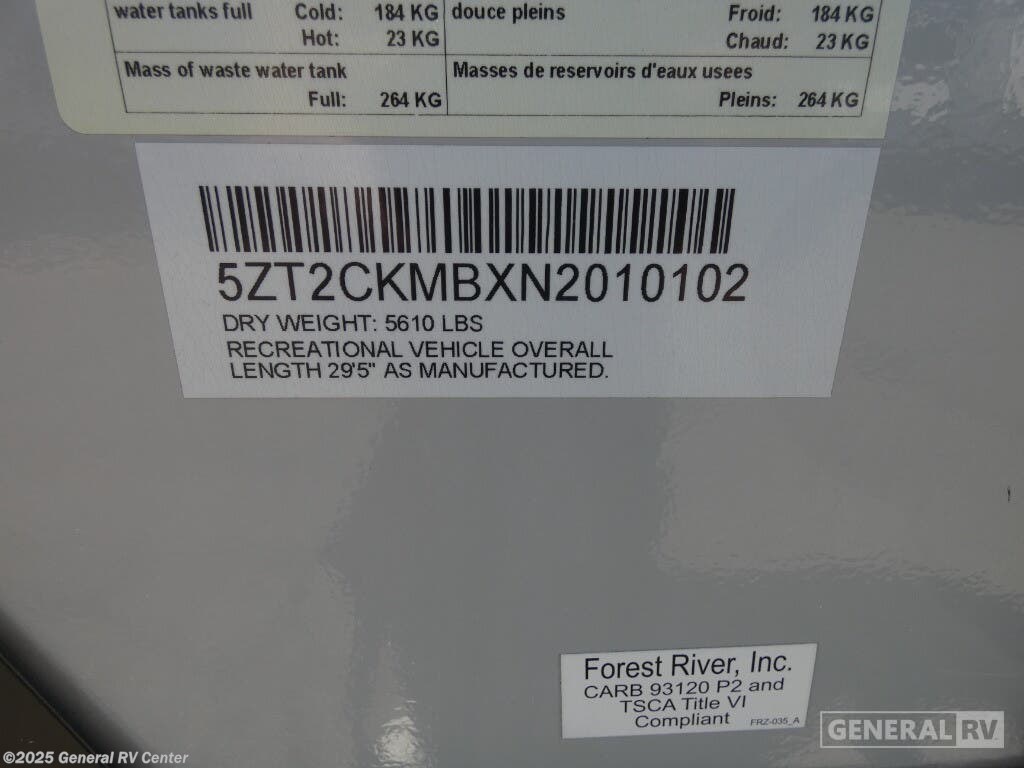 water tanks full Cold: 184 KG douce pleins Froid: 184 KG
Hot: 23 KG Chaud: 23 KG
Mass of waste water tank Masses de reservoirs d'eaux usees
Full: 264 KG Pleins: 264 KG
5ZT2CKMBXN2010102
DRY WEIGHT: 5610 LBS
RECREATIONAL VEHICLE OVERALL
LENGTH 29'5" AS MANUFACTURED.
Forest River, Inc.
CARB 93120 P2 and
TSCA Title VI
Compliant FRZ-035_A
GENERAL RV
©2025 General RV Center